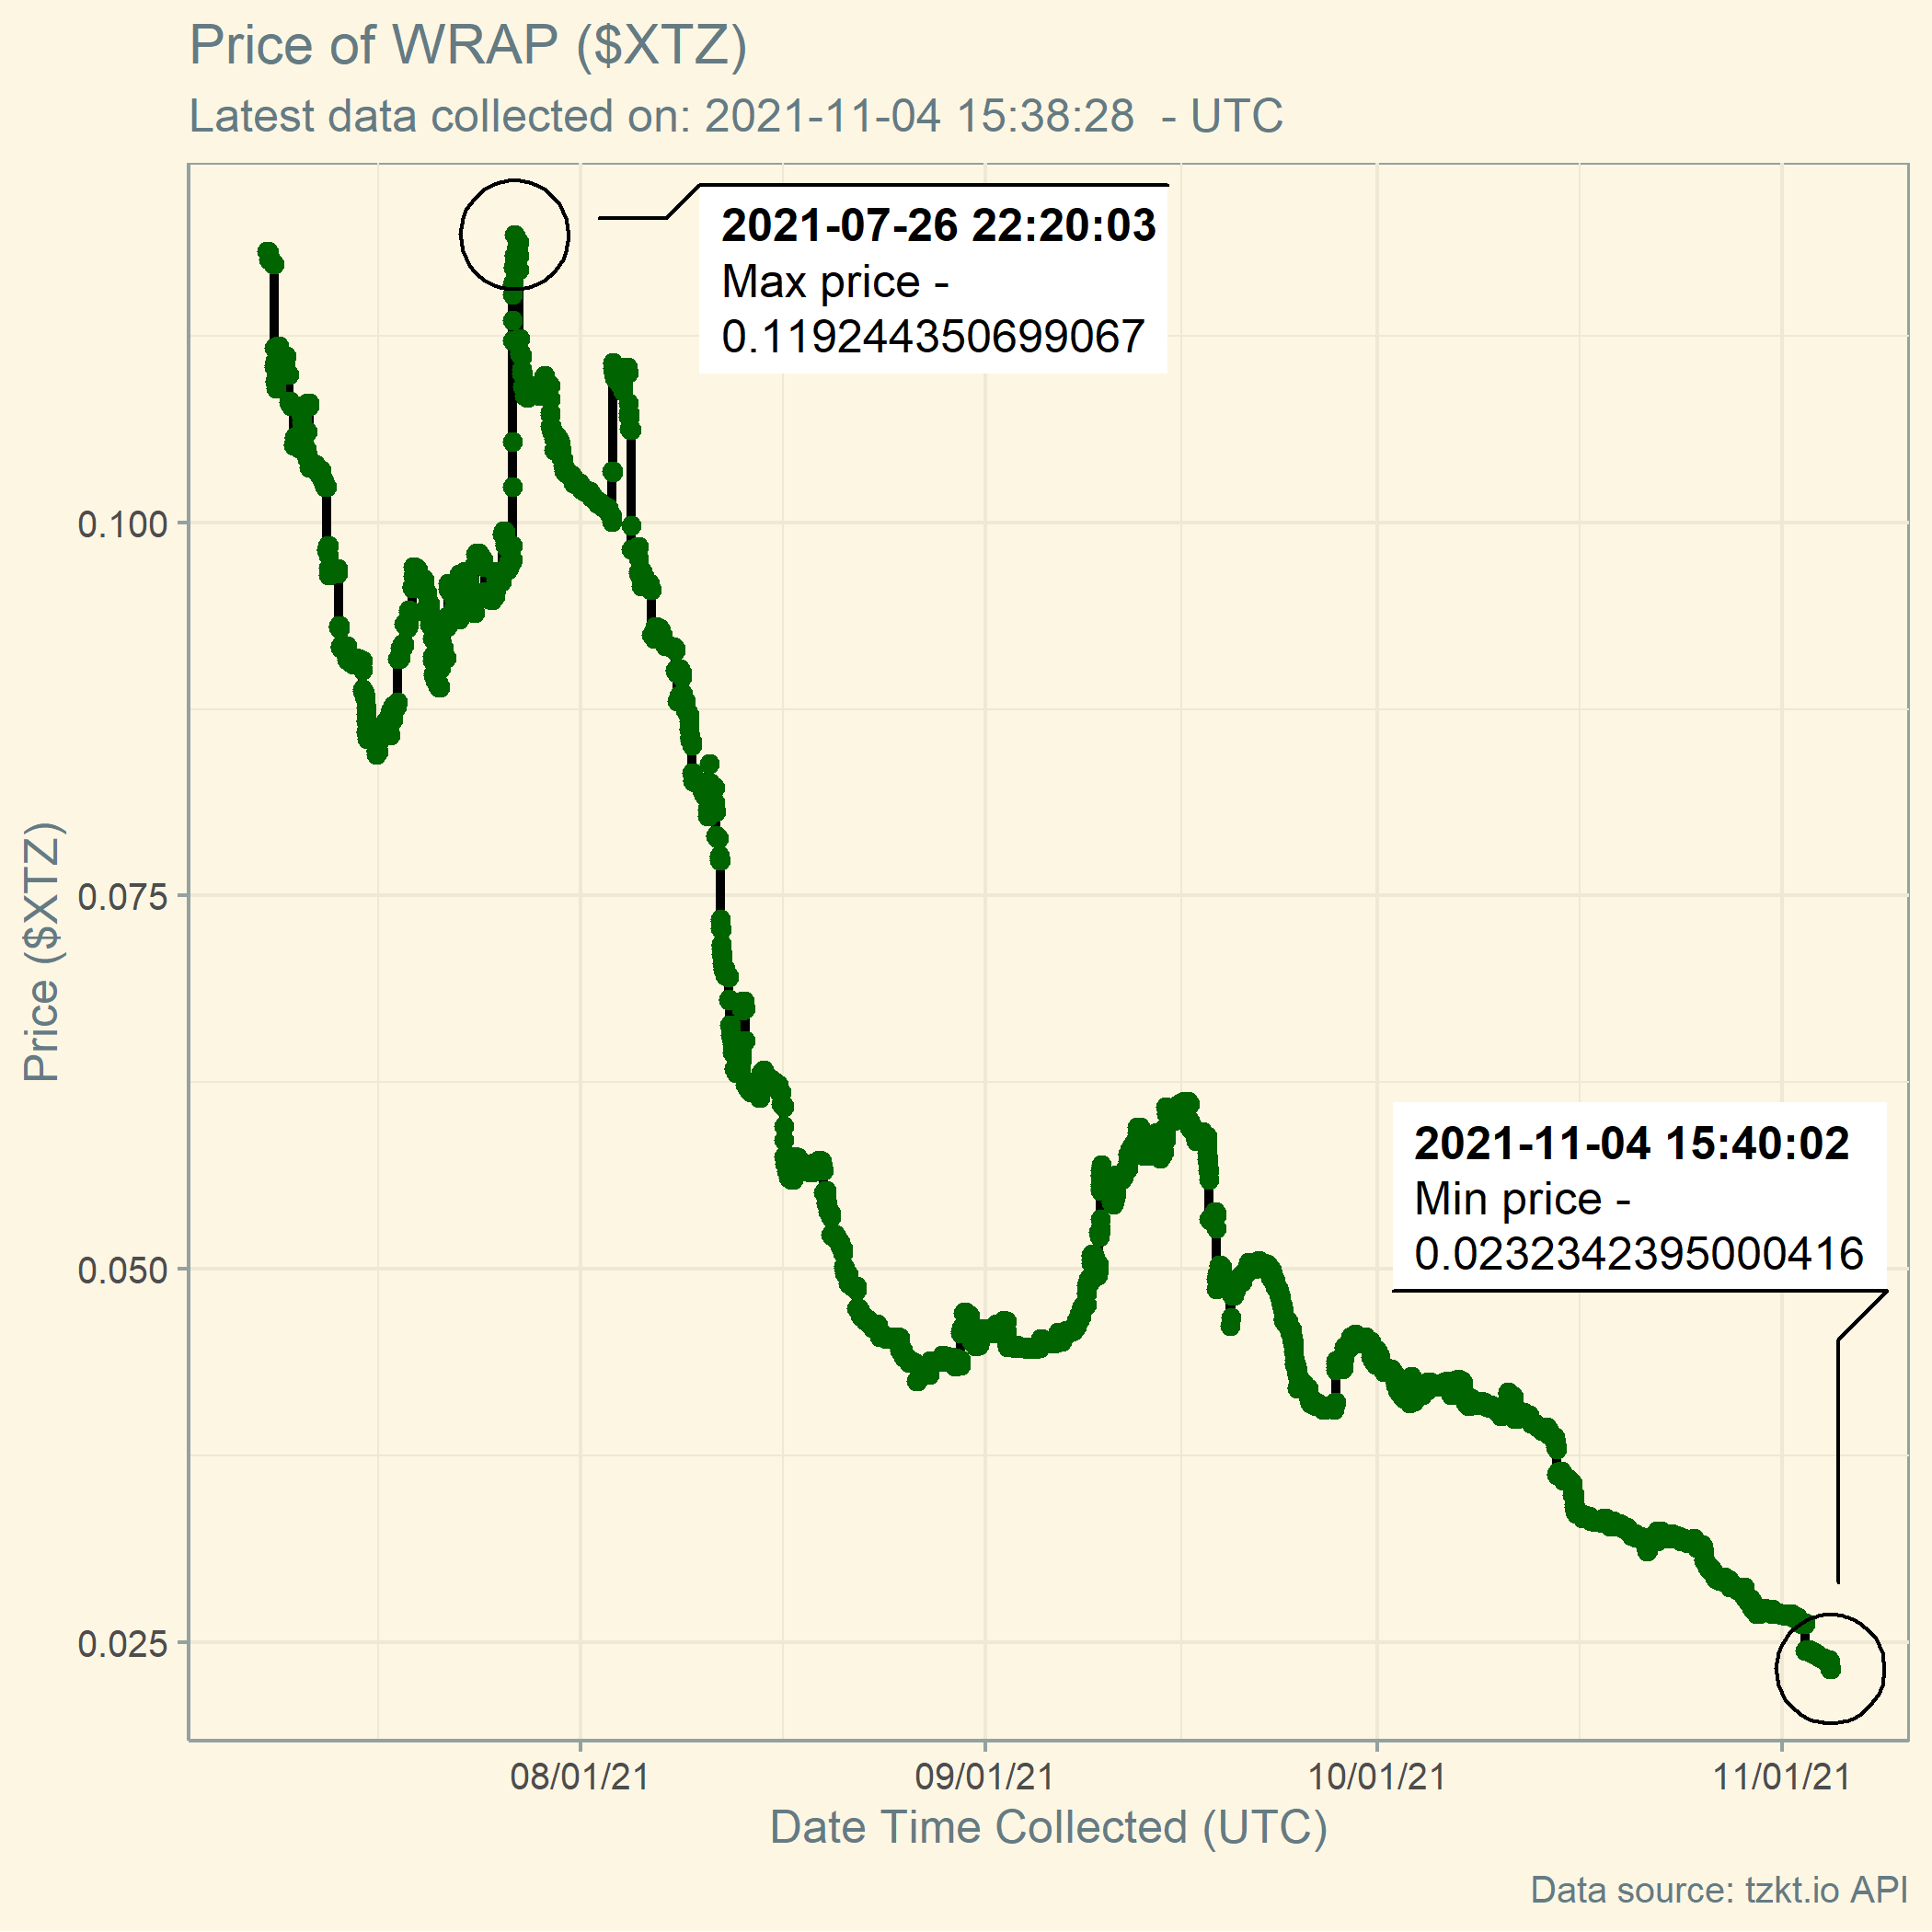 Price of WRAP ($XTZ)
Latest data collected on: 2021-11-04 15:38:28  - UTC
2021-07-26 22:20:03
Max price -
0.119244350699067
2021-11-04 15:40:02
Min price -
0.0232342395000416
Price ($XTZ)
0.100
0.075
0.050
0.025
08/01/21
09/01/21
10/01/21
11/01/21
Date Time Collected (UTC)
Data source: tzkt.io API